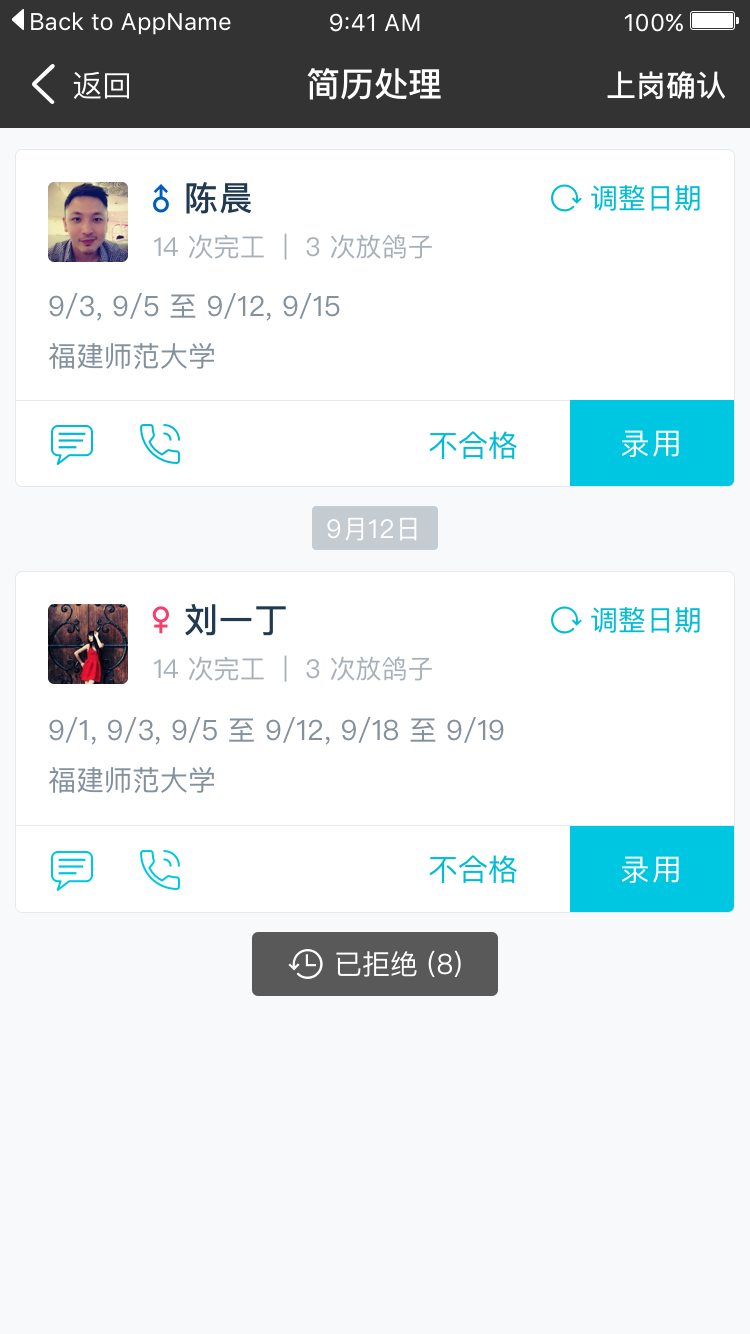 Back to AppName 9:41 AM 100%
返回 简历处理 上岗确认
陈晨 调整日期
14 次完工 | 3 次放鸽子
9/3, 9/5 至 9/12, 9/15
福建师范大学
不合格 录用
9月12日
刘一丁 调整日期
14 次完工 | 3 次放鸽子
9/1, 9/3, 9/5 至 9/12, 9/18 至 9/19
福建师范大学
不合格 录用
已拒绝 (8)